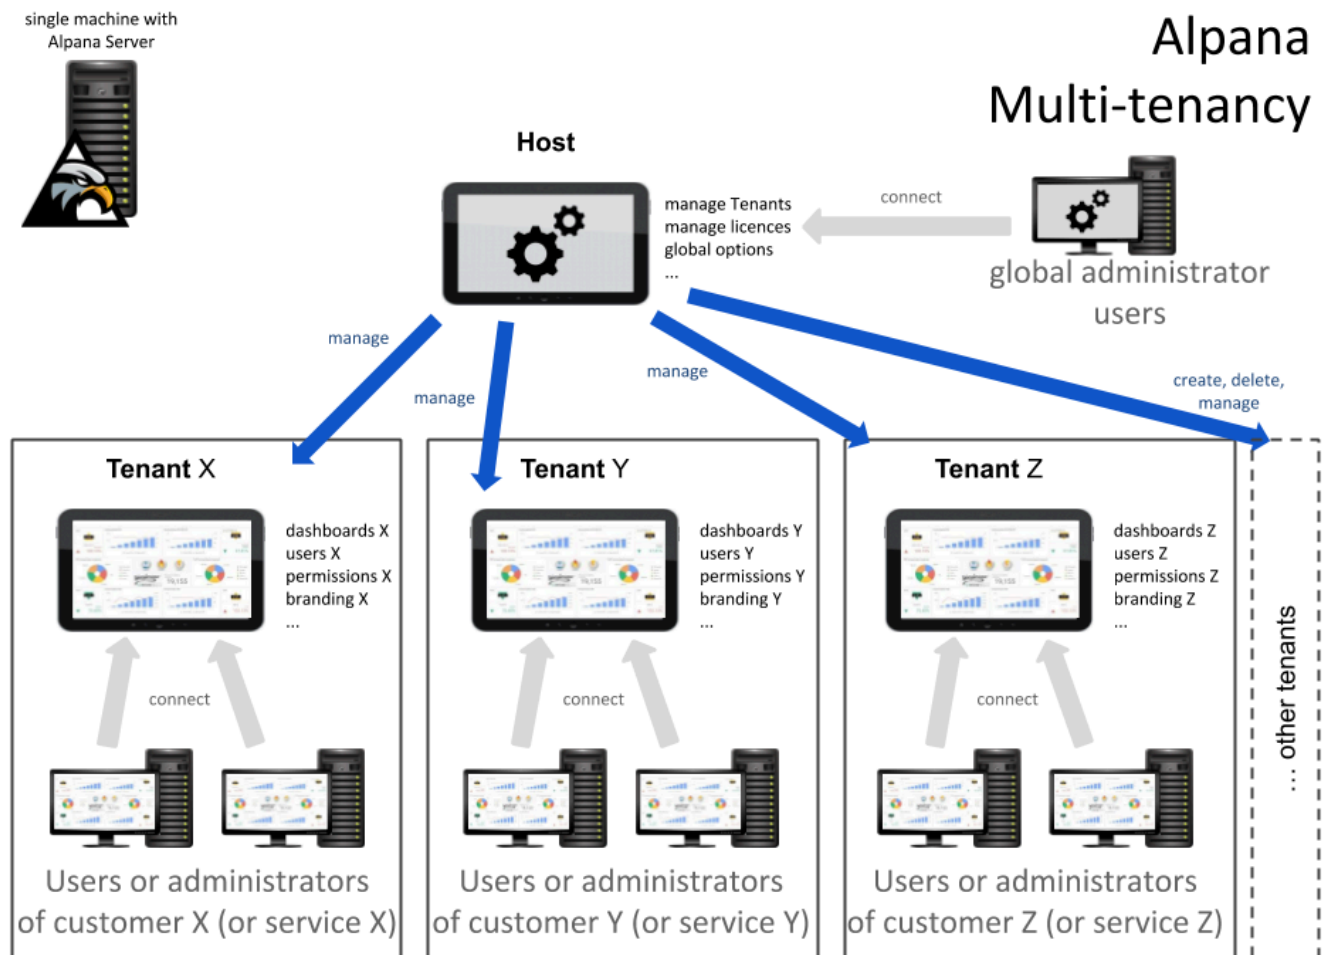 single machine with
Alpana Server
Alpana
Multi-tenancy
Host
manage Tenants
manage licences
global options
...
connect
global administrator
users
manage
manage
manage
create, delete,
manage
Tenant X
dashboards X
users X
permissions X
branding X
...
connect
Users or administrators
of customer X (or service X)
Tenant Y
dashboards Y
users Y
permissions Y
branding Y
...
connect
Users or administrators
of customer Y (or service Y)
Tenant Z
dashboards Z
users Z
permissions Z
branding Z
...
connect
Users or administrators
of customer Z (or service Z)
... other tenants